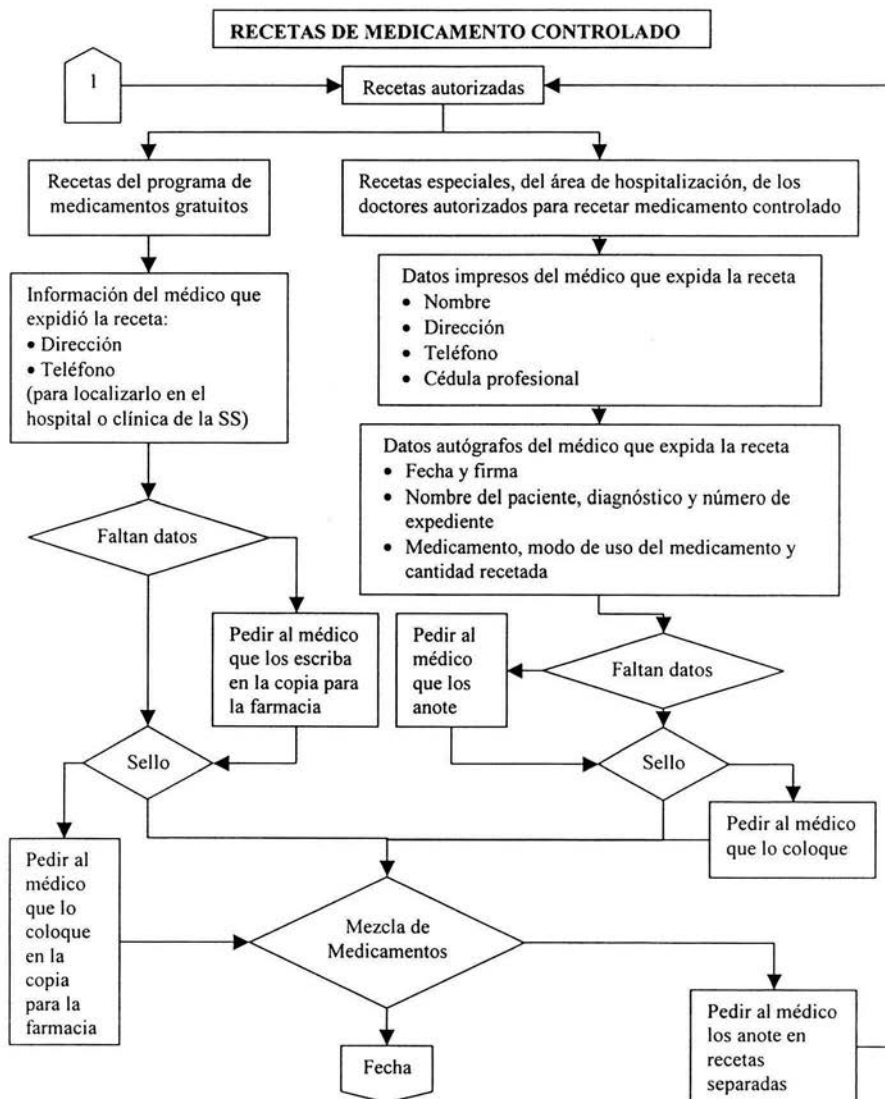 RECETAS DE MEDICAMENTO CONTROLADO
1
Recetas autorizadas
Recetas del programa de
medicamentos gratuitos
Recetas especiales, del área de hospitalización, de los
doctores autorizados para recetar medicamento controlado
Información del médico que
expidió la receta:
• Dirección
• Teléfono
(para localizarlo en el
hospital o clínica de la SS)
Datos impresos del médico que expida la receta
• Nombre
• Dirección
• Teléfono
• Cédula profesional
Datos autógrafos del médico que expida la receta
• Fecha y firma
• Nombre del paciente, diagnóstico y número de
expediente
• Medicamento, modo de uso del medicamento y
cantidad recetada
Faltan datos
Pedir al médico
que los escriba
en la copia para
la farmacia
Pedir al
médico
que los
anote
Faltan datos
Sello
Sello
Pedir al médico
que lo coloque
Pedir al
médico
que lo
coloque
en la
copia
para la
farmacia
Mezcla de
Medicamentos
Pedir al médico
los anote en
recetas
separadas
Fecha